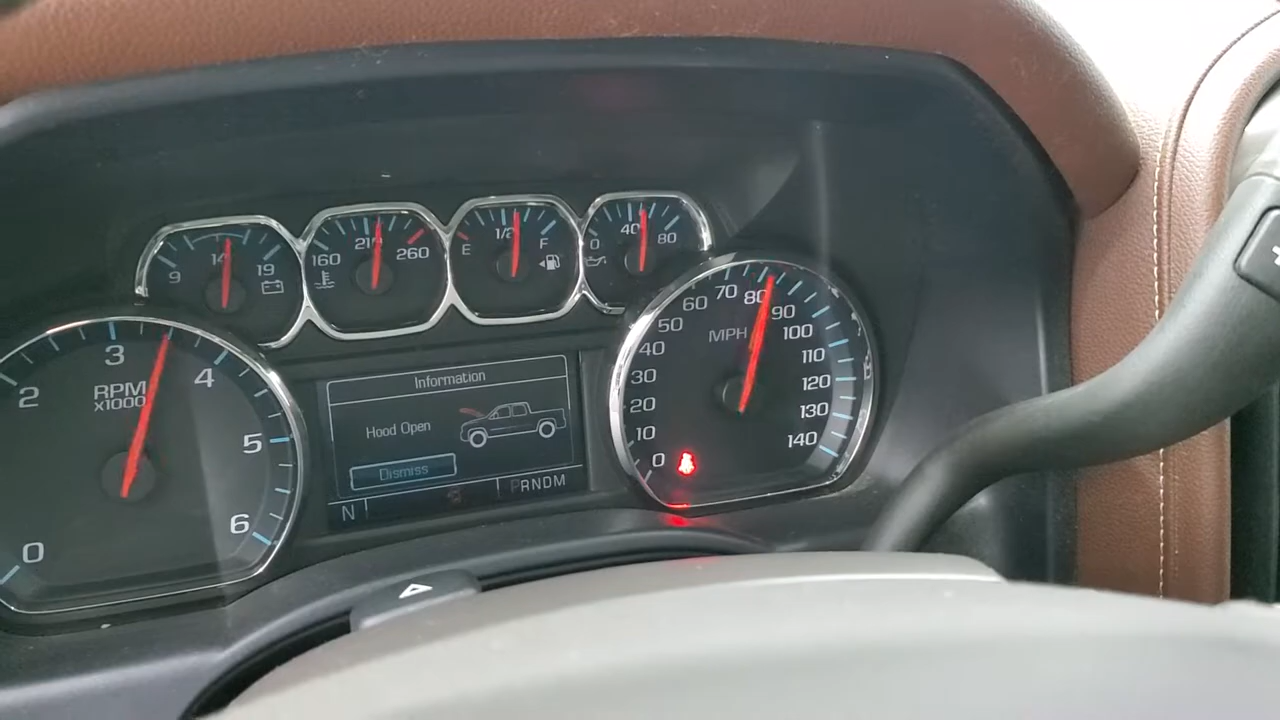 9 14 19
160 210 260
E 1/2 F
0 40 80
0 2 3 4 5 6
RPM
x1000
Information
Hood Open
Dismiss
N PRNDM
0 10 20 30 40 50 60 70 80 90 100 110 120 130 140
MPH